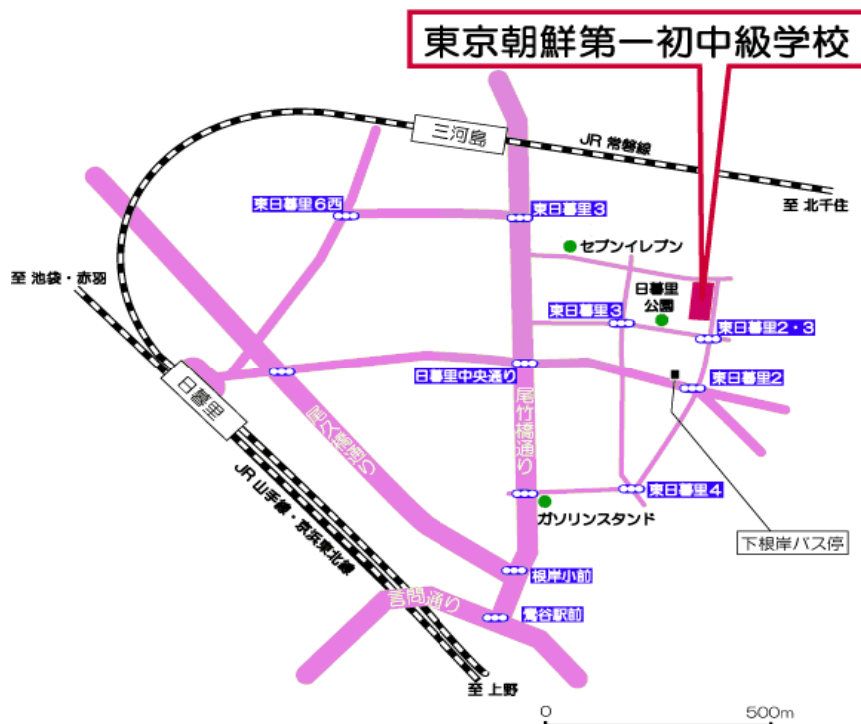 東京朝鮮第一初中級学校
三河島
JR 常磐線
至 北千住
東日暮里6西
東日暮里3
セブンイレブン
至 池袋・赤羽
日暮里
公園
東日暮里3
東日暮里2・3
日暮里中央通り
東日暮里2
日暮里
尾久橋通り
尾竹橋通り
JR 山手線・京浜東北線
東日暮里4
ガソリンスタンド
下根岸バス停
根岸小前
言問通り
鶯谷駅前
至 上野
0
500m